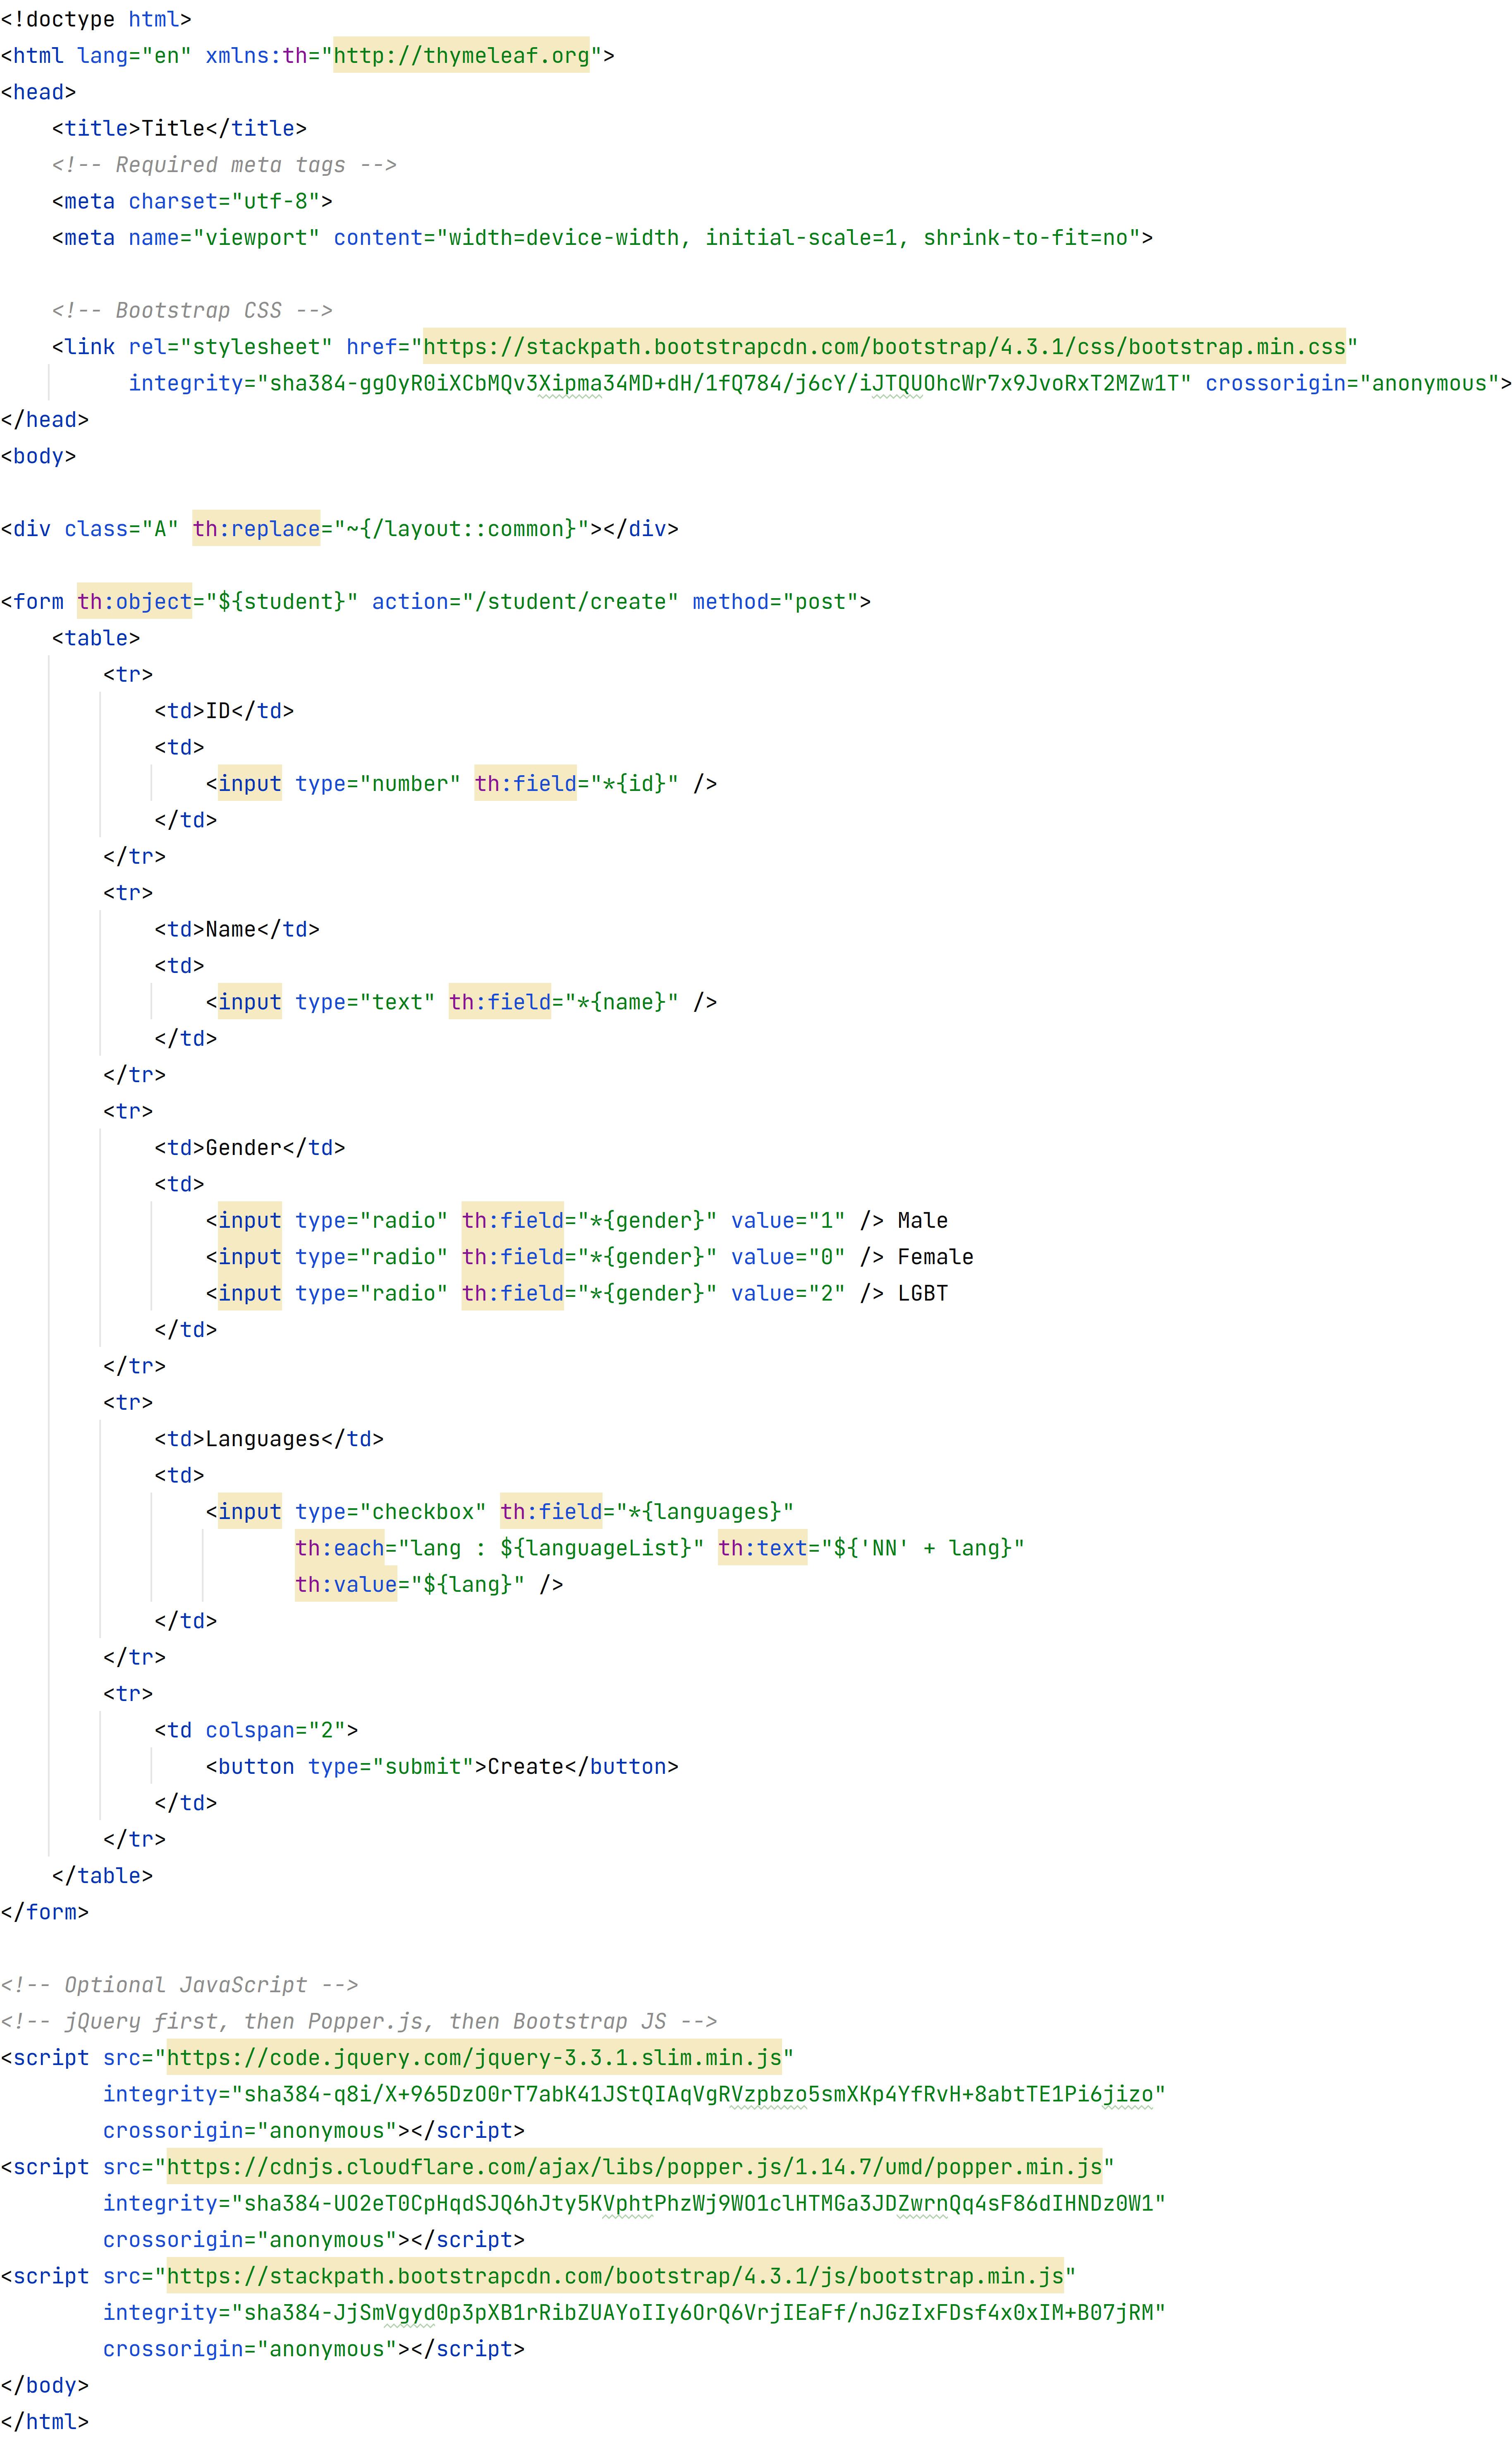 <!doctype html>
<html lang="en" xmlns:th="http://thymeleaf.org">
<head>
    <title>Title</title>
    <!-- Required meta tags -->
    <meta charset="utf-8">
    <meta name="viewport" content="width=device-width, initial-scale=1, shrink-to-fit=no">

    <!-- Bootstrap CSS -->
    <link rel="stylesheet" href="https://stackpath.bootstrapcdn.com/bootstrap/4.3.1/css/bootstrap.min.css"
          integrity="sha384-ggOyR0iXCbMQv3Xipma34MD+dH/1fQ784/j6cY/iJTQUOhcWr7x9JvoRxT2MZw1T" crossorigin="anonymous">
</head>
<body>

<div class="A" th:replace="~{/layout::common}"></div>

<form th:object="${student}" action="/student/create" method="post">
    <table>
        <tr>
            <td>ID</td>
            <td>
                <input type="number" th:field="*{id}" />
            </td>
        </tr>
        <tr>
            <td>Name</td>
            <td>
                <input type="text" th:field="*{name}" />
            </td>
        </tr>
        <tr>
            <td>Gender</td>
            <td>
                <input type="radio" th:field="*{gender}" value="1" /> Male
                <input type="radio" th:field="*{gender}" value="0" /> Female
                <input type="radio" th:field="*{gender}" value="2" /> LGBT
            </td>
        </tr>
        <tr>
            <td>Languages</td>
            <td>
                <input type="checkbox" th:field="*{languages}"
                       th:each="lang : ${languageList}" th:text="${'NN' + lang}"
                       th:value="${lang}" />
            </td>
        </tr>
        <tr>
            <td colspan="2">
                <button type="submit">Create</button>
            </td>
        </tr>
    </table>
</form>

<!-- Optional JavaScript -->
<!-- jQuery first, then Popper.js, then Bootstrap JS -->
<script src="https://code.jquery.com/jquery-3.3.1.slim.min.js"
        integrity="sha384-q8i/X+965DzO0rT7abK41JStQIAqVgRVzpbzo5smXKp4YfRvH+8abtTE1Pi6jizo"
        crossorigin="anonymous"></script>
<script src="https://cdnjs.cloudflare.com/ajax/libs/popper.js/1.14.7/umd/popper.min.js"
        integrity="sha384-UO2eT0CpHqdSJQ6hJty5KVphtPhzWj9WO1clHTMGa3JDZwrnQq4sF86dIHNDz0W1"
        crossorigin="anonymous"></script>
<script src="https://stackpath.bootstrapcdn.com/bootstrap/4.3.1/js/bootstrap.min.js"
        integrity="sha384-JjSmVgyd0p3pXB1rRibZUAYoIIy6OrQ6VrjIEaFf/nJGzIxFDsf4x0xIM+B07jRM"
        crossorigin="anonymous"></script>
</body>
</html>